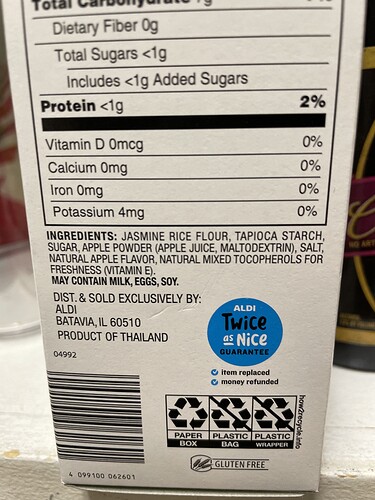 Total Carbohydrate
Dietary Fiber 0g
Total Sugars <1g
Includes <1g Added Sugars
Protein <1g 2%
Vitamin D 0mcg 0%
Calcium 0mg 0%
Iron 0mg 0%
Potassium 4mg 0%
INGREDIENTS: JASMINE RICE FLOUR, TAPIOCA STARCH,
SUGAR, APPLE POWDER (APPLE JUICE, MALTODEXTRIN), SALT,
NATURAL APPLE FLAVOR, NATURAL MIXED TOCOPHEROLS FOR
FRESHNESS (VITAMIN E).
MAY CONTAIN MILK, EGGS, SOY.
DIST. & SOLD EXCLUSIVELY BY:
ALDI
BATAVIA, IL 60510
PRODUCT OF THAILAND
04992
ALDI
Twice
as Nice
GUARANTEE
item replaced
money refunded
how2recycle.info
PAPER PLASTIC PLASTIC
BOX BAG WRAPPER
GLUTEN FREE
4 099100 062601